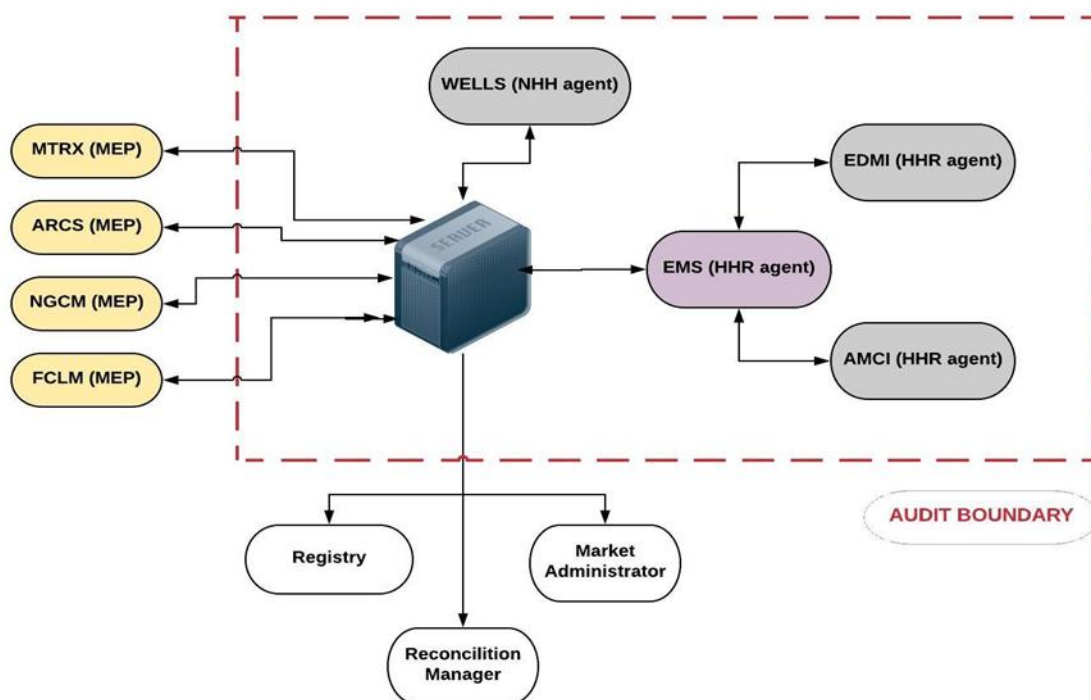 WELLS (NHH agent)
MTRX (MEP)
EDMI (HHR agent)
ARCS (MEP)
SERVER
EMS (HHR agent)
NGCM (MEP)
FCLM (MEP)
AMCI (HHR agent)
AUDIT BOUNDARY
Registry
Market
Administrator
Reconcilition
Manager